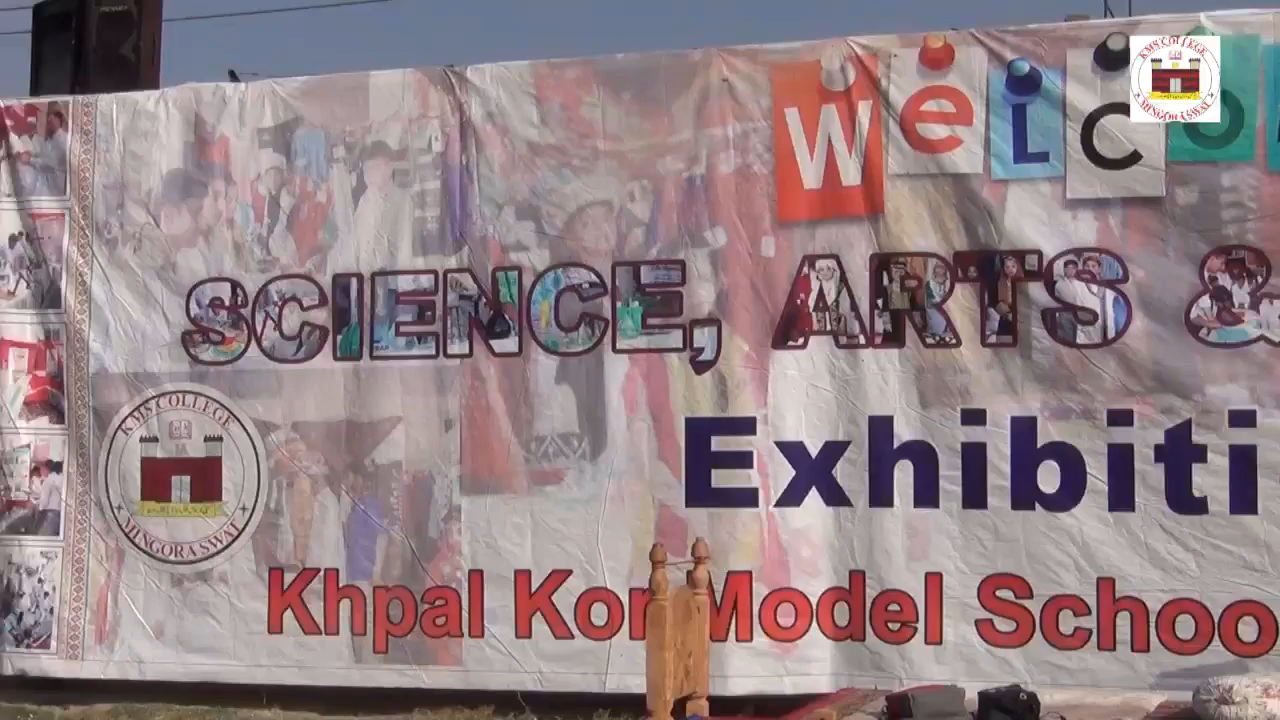 WeLCO
SCIENCE, ARTS &
Exhibiti
KMS COLLEGE
MINGORA SWAT
Khpal Kor Model Schoo
KMS COLLEGE
MINGORA SWAT